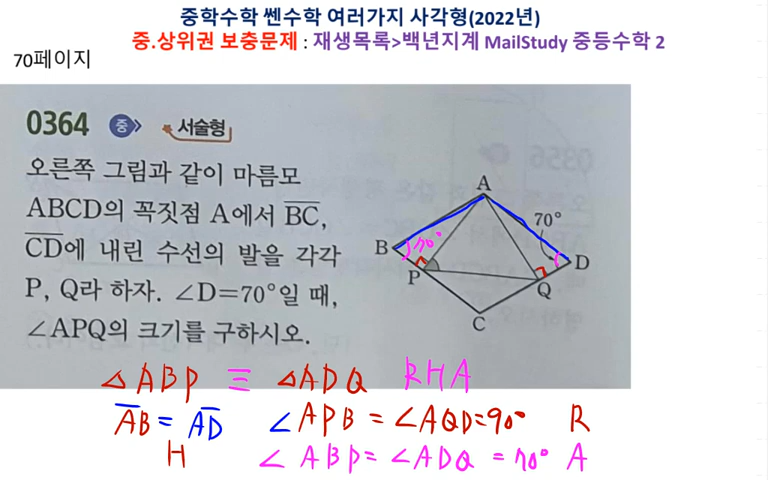 중학수학 쎈수학 여러가지 사각형(2022년)
중.상위권 보충문제 : 재생목록>백년지계 MailStudy 중등수학 2
70페이지
0364 중 서술형
오른쪽 그림과 같이 마름모
ABCD의 꼭짓점 A에서 BC,
CD에 내린 수선의 발을 각각
P, Q라 하자. ∠D=70°일 때,
∠APQ의 크기를 구하시오.
A
70°
B
70°
D
P
Q
C
△ABP ≡ △ADQ RHA
AB = AD ∠APB = ∠AQD=90° R
H ∠ABP = ∠ADQ = 70° A